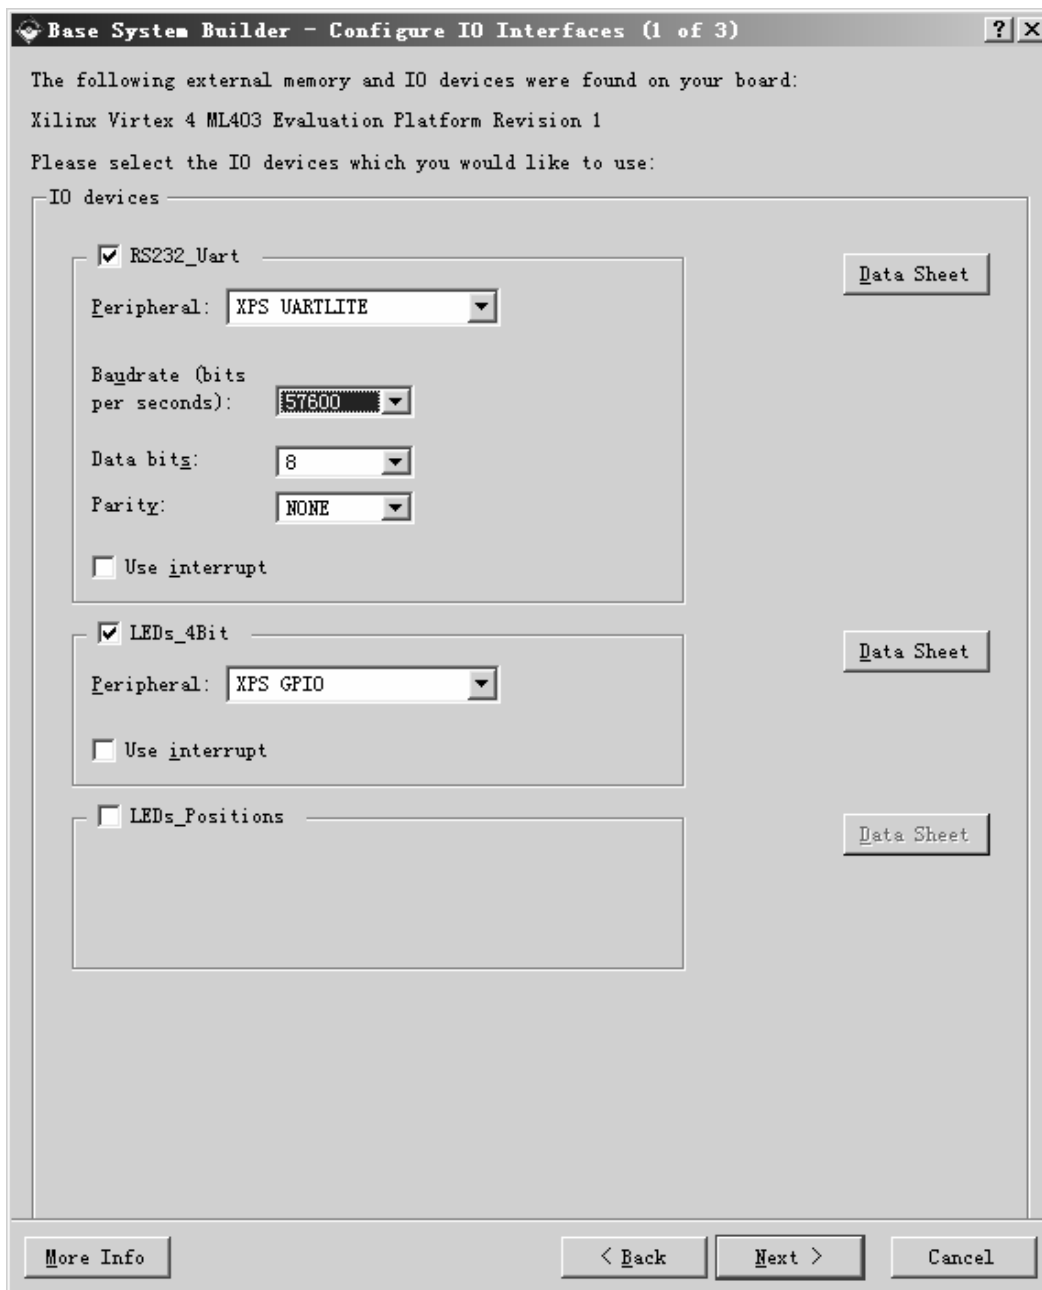 Base System Builder - Configure IO Interfaces (1 of 3)
The following external memory and IO devices were found on your board:
Xilinx Virtex 4 ML403 Evaluation Platform Revision 1
Please select the IO devices which you would like to use:
IO devices
RS232_Uart
Data Sheet
Peripheral: XPS UARTLITE
Baudrate (bits
per seconds): 57600
Data bits: 8
Parity: NONE
Use interrupt
LEDs_4Bit
Data Sheet
Peripheral: XPS GPIO
Use interrupt
LEDs_Positions
Data Sheet
More Info < Back Next > Cancel